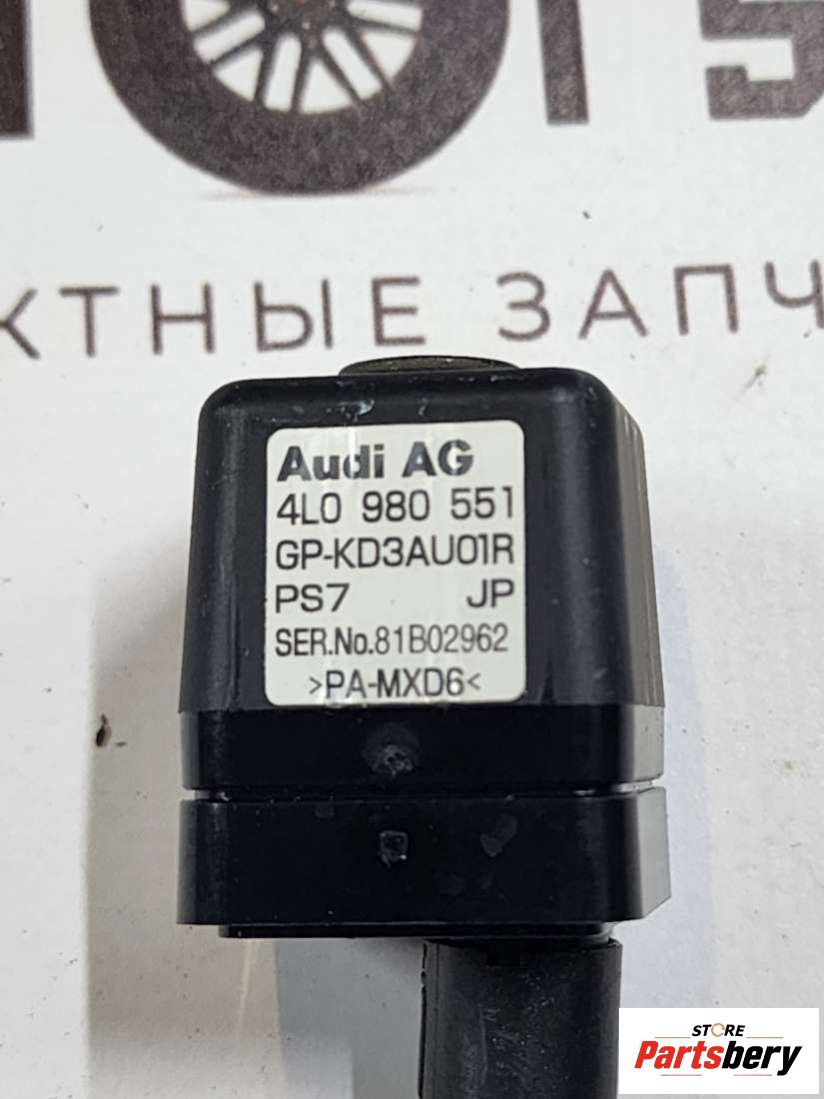 КТНЫЕ ЗАПЧ
Audi AG
4L0 980 551
GP-KD3AU01R
PS7 JP
SER.No.81B02962
>PA-MXD6<
STORE
Partsbery